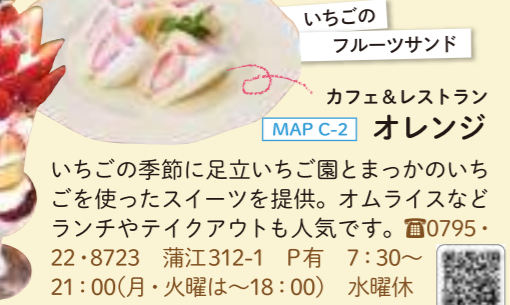 いちごの
フルーツサンド
カフェ&レストラン
MAP C-2 オレンジ
いちごの季節に足立いちご園とまっかのいち
ごを使ったスイーツを提供。オムライスなど
ランチやテイクアウトも人気です。☎0795・
22・8723 蒲江312-1 P有 7:30〜
21:00(月・火曜は〜18:00) 水曜休